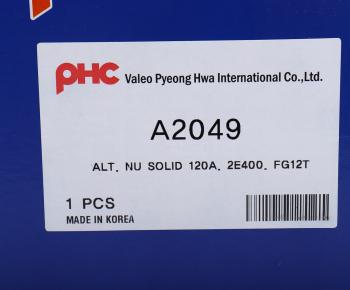 PHC Valeo Pyeong Hwa International Co.,Ltd.
A2049
ALT, NU SOLID 120A, 2E400, FG12T
1 PCS
MADE IN KOREA